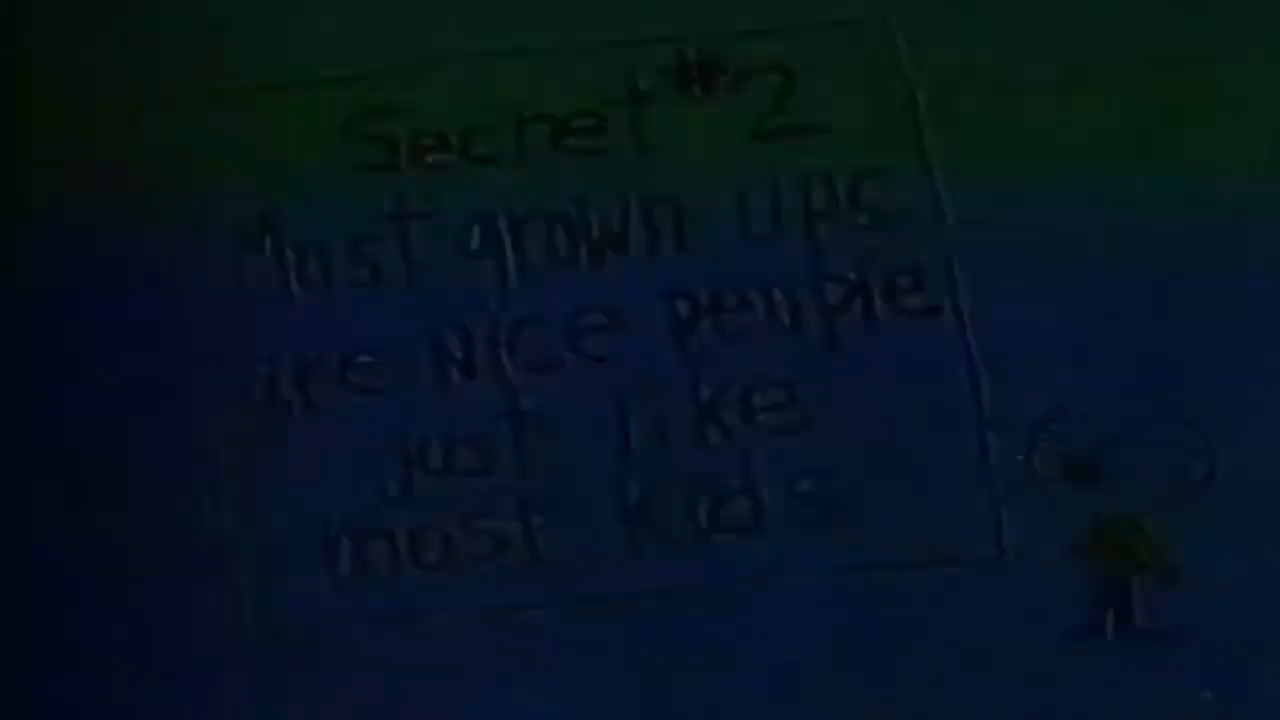 Secret #2
Most grown ups
are Nice people
just like
most kids